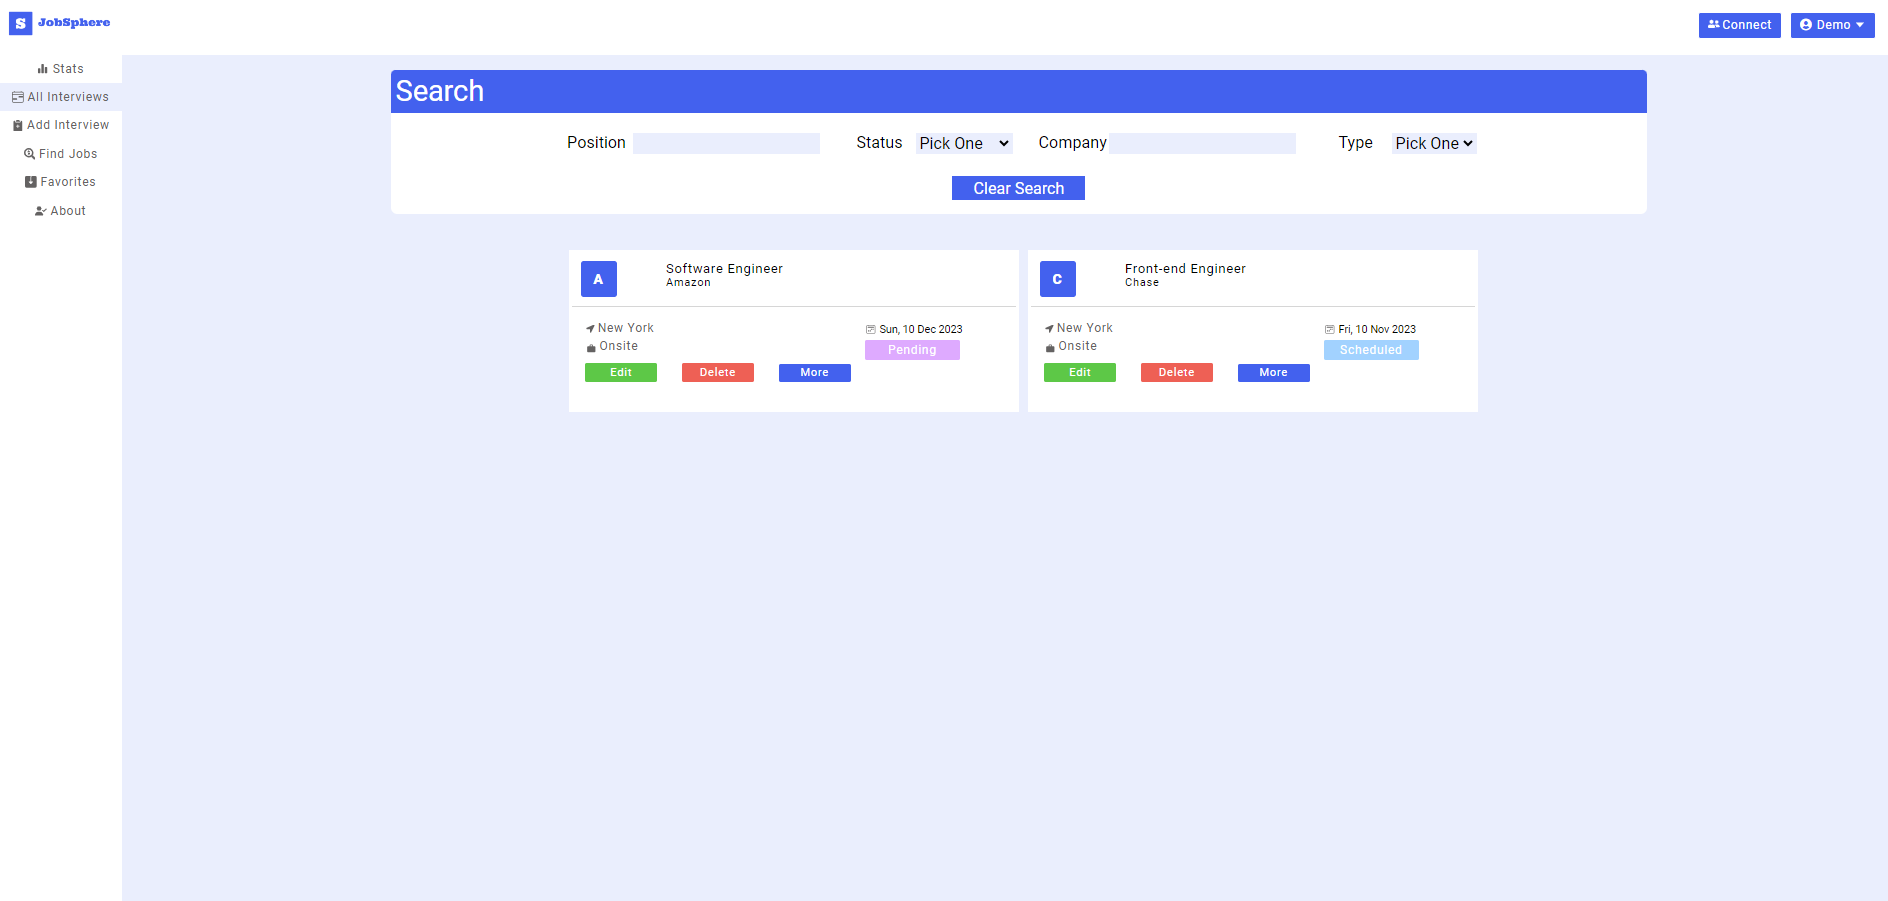 S JobSphere
Connect
Demo
Stats
All Interviews
Add Interview
Find Jobs
Favorites
About
Search
Position
Status Pick One
Company
Type Pick One
Clear Search
A
Software Engineer
Amazon
New York
Onsite
Sun, 10 Dec 2023
Pending
Edit Delete More
C
Front-end Engineer
Chase
New York
Onsite
Fri, 10 Nov 2023
Scheduled
Edit Delete More